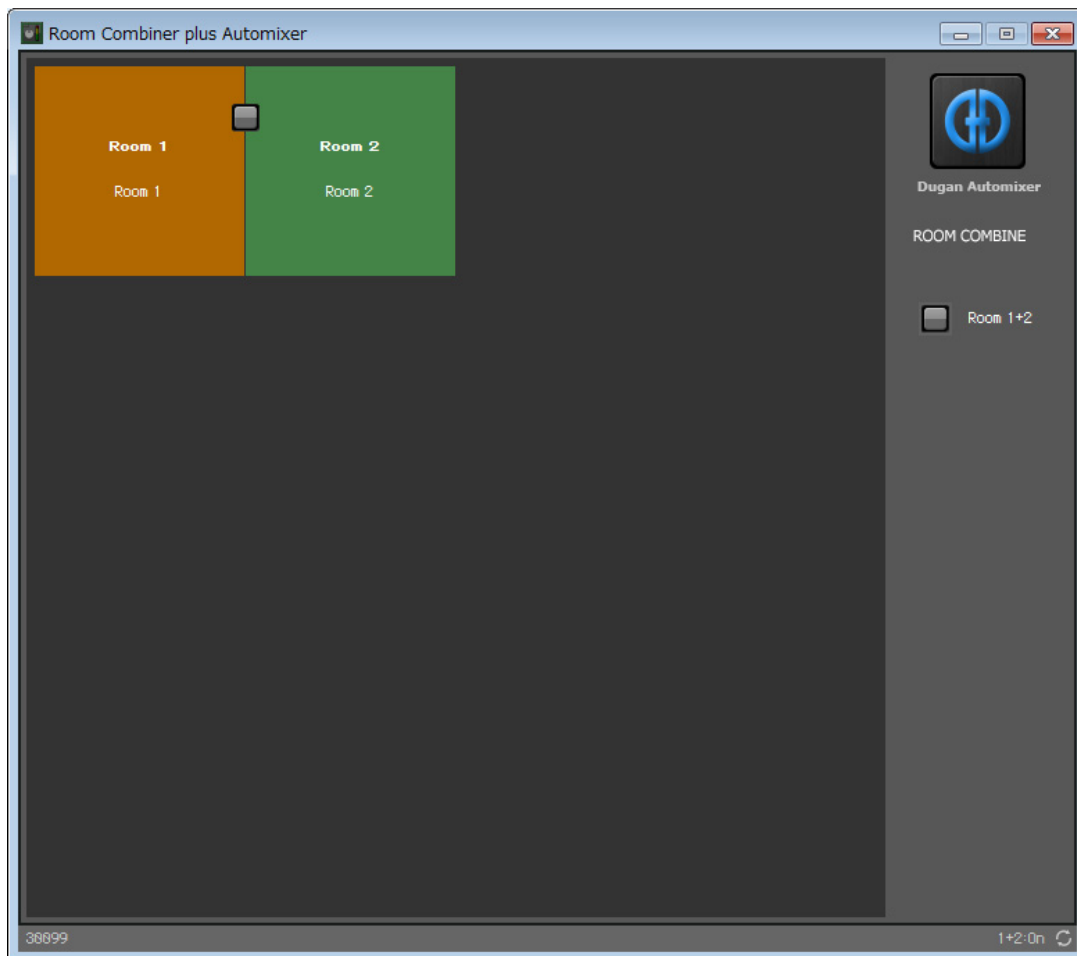 Room Combiner plus Automixer
Room 1
Room 2
Room 1
Room 2
Dugan Automixer
ROOM COMBINE
Room 1+2
30099
1+2:On